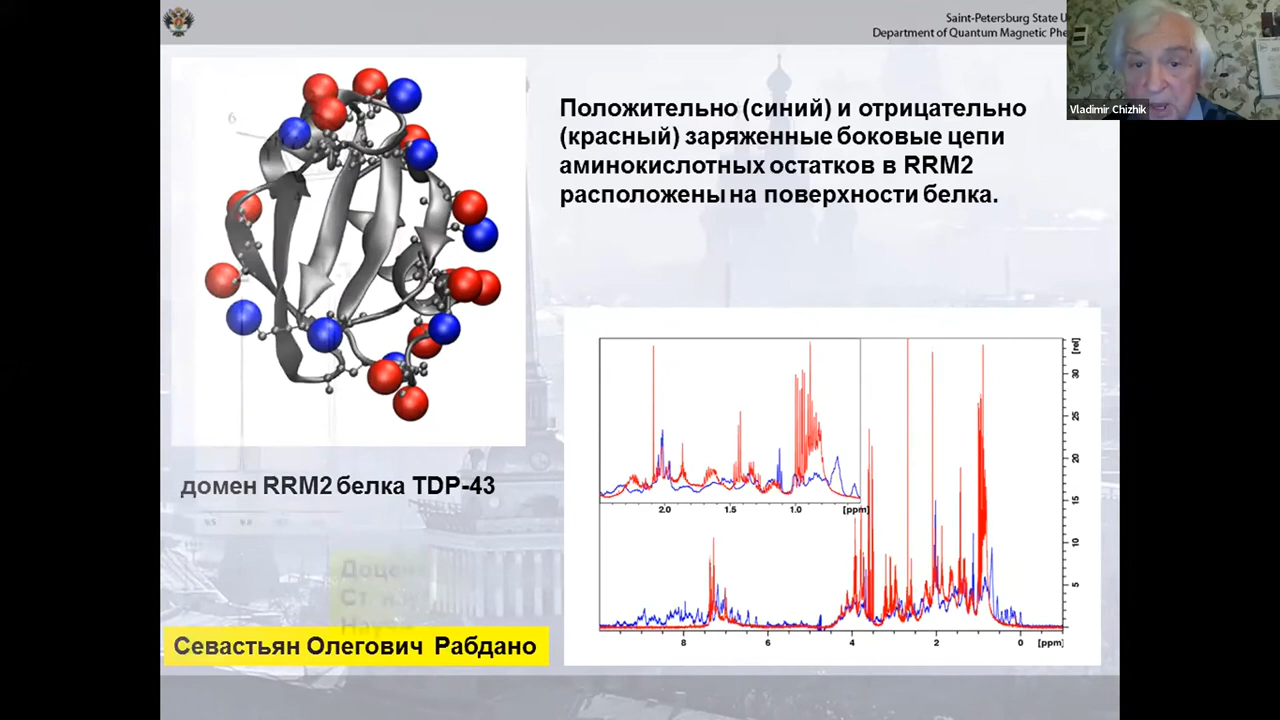 Saint-Petersburg State U
Department of Quantum Magnetic Phe
Vladimir Chizhik
6
Положительно (синий) и отрицательно
(красный) заряженные боковые цепи
аминокислотных остатков в RRM2
расположены на поверхности белка.
домен RRM2 белка TDP-43
Севастьян Олегович Рабдано
2.0 1.5 1.0 [ppm]
[rel]
30
25
20
15
10
5
8 6 4 2 0 [ppm]